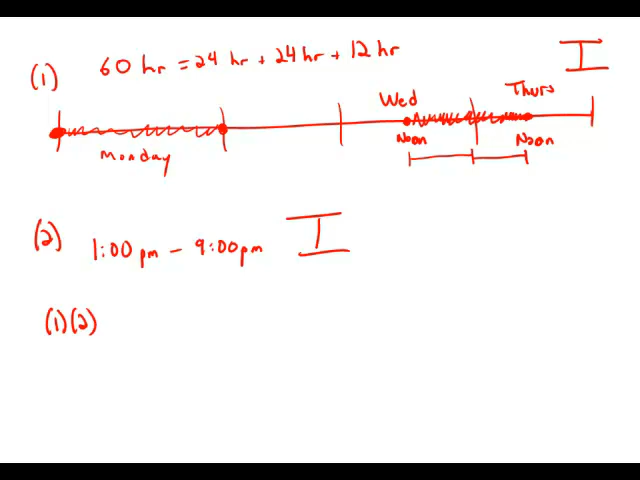 (1) 60 hr = 24 hr + 24 hr + 12 hr I
Wed Thurs
Monday Noon Noon
(2) 1:00 pm - 9:00 pm I
(1)(2)